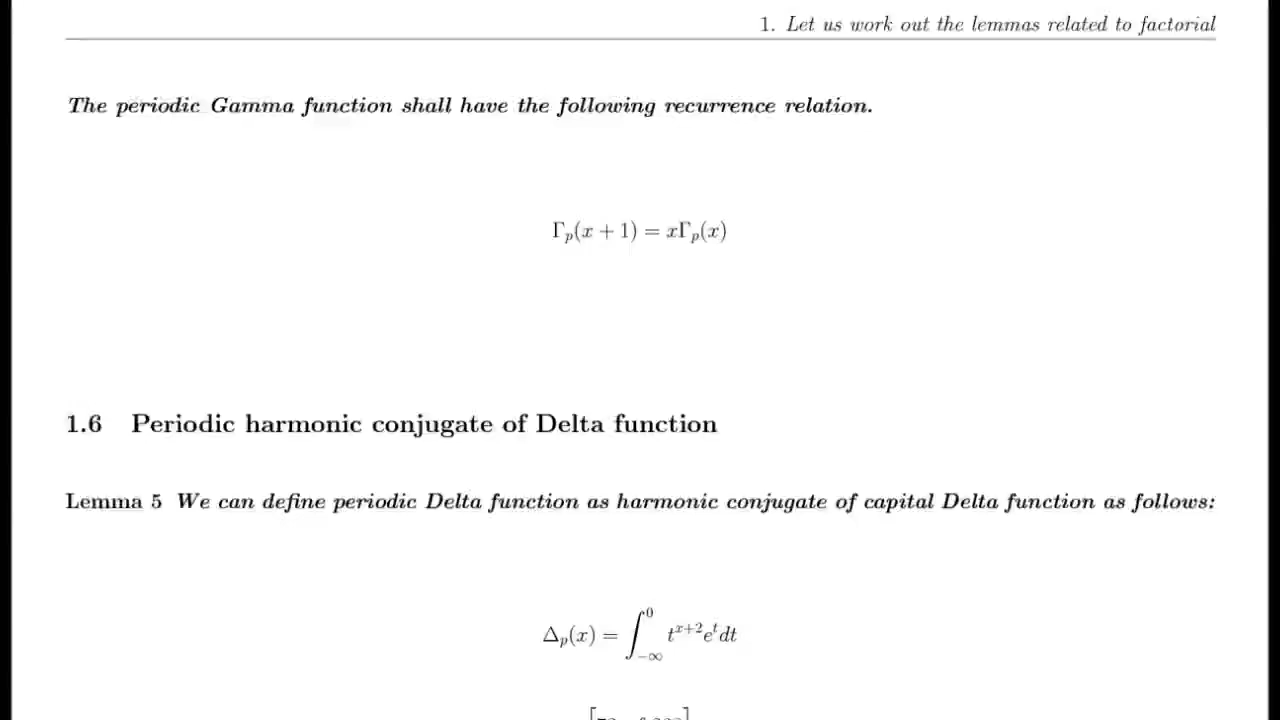 1. Let us work out the lemmas related to factorial
The periodic Gamma function shall have the following recurrence relation.
Γₚ(x + 1) = xΓₚ(x)
1.6 Periodic harmonic conjugate of Delta function
Lemma 5 We can define periodic Delta function as harmonic conjugate of capital Delta function as follows:
Δₚ(x) = ∫_{-∞}^{0} t^{x+2}e^{t}dt